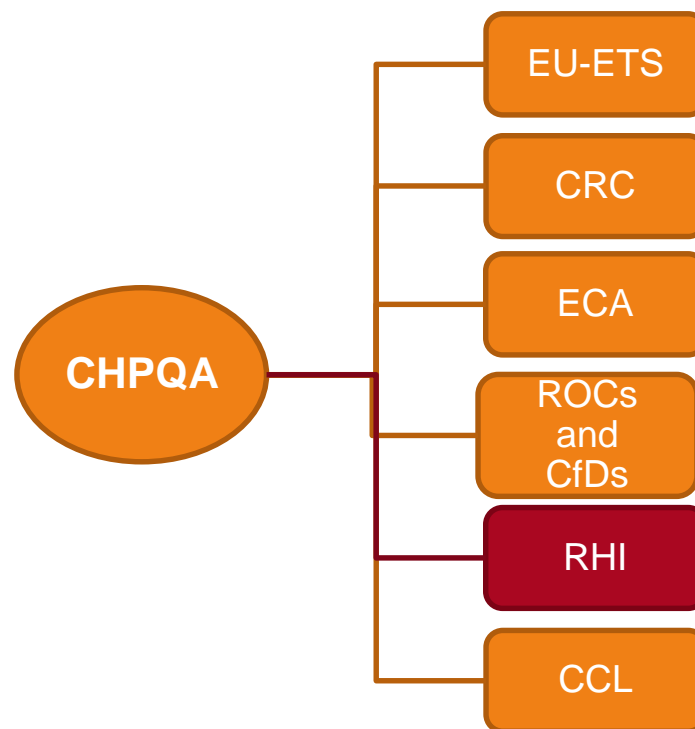 EU-ETS
CRC
ECA
CHPQA
ROCs
and
CfDs
RHI
CCL